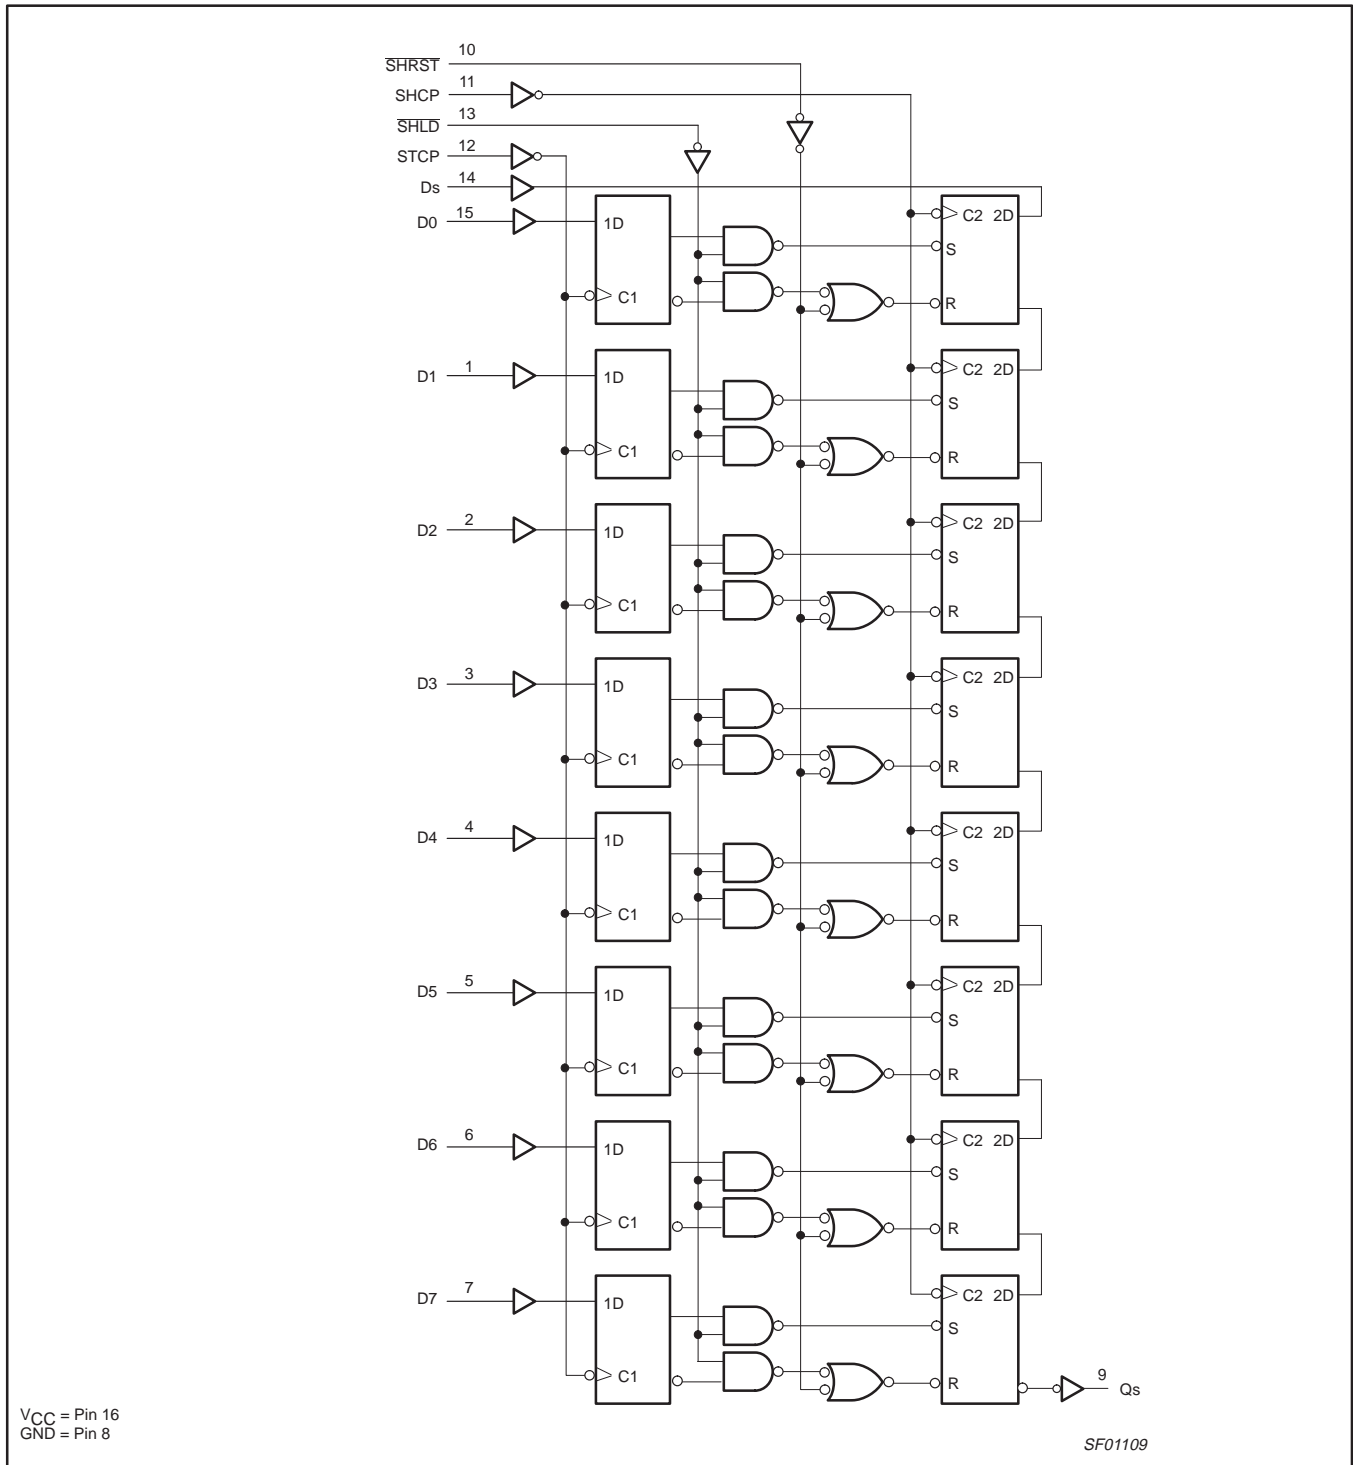 SHRST 10
SHCP 11
SHLD 13
STCP 12
Ds 14
D0 15
1D
C1
C2 2D
S
R
D1 1
1D
C1
C2 2D
S
R
D2 2
1D
C1
C2 2D
S
R
D3 3
1D
C1
C2 2D
S
R
D4 4
1D
C1
C2 2D
S
R
D5 5
1D
C1
C2 2D
S
R
D6 6
1D
C1
C2 2D
S
R
D7 7
1D
C1
C2 2D
S
R
9
Qs
VCC = Pin 16
GND = Pin 8
SF01109